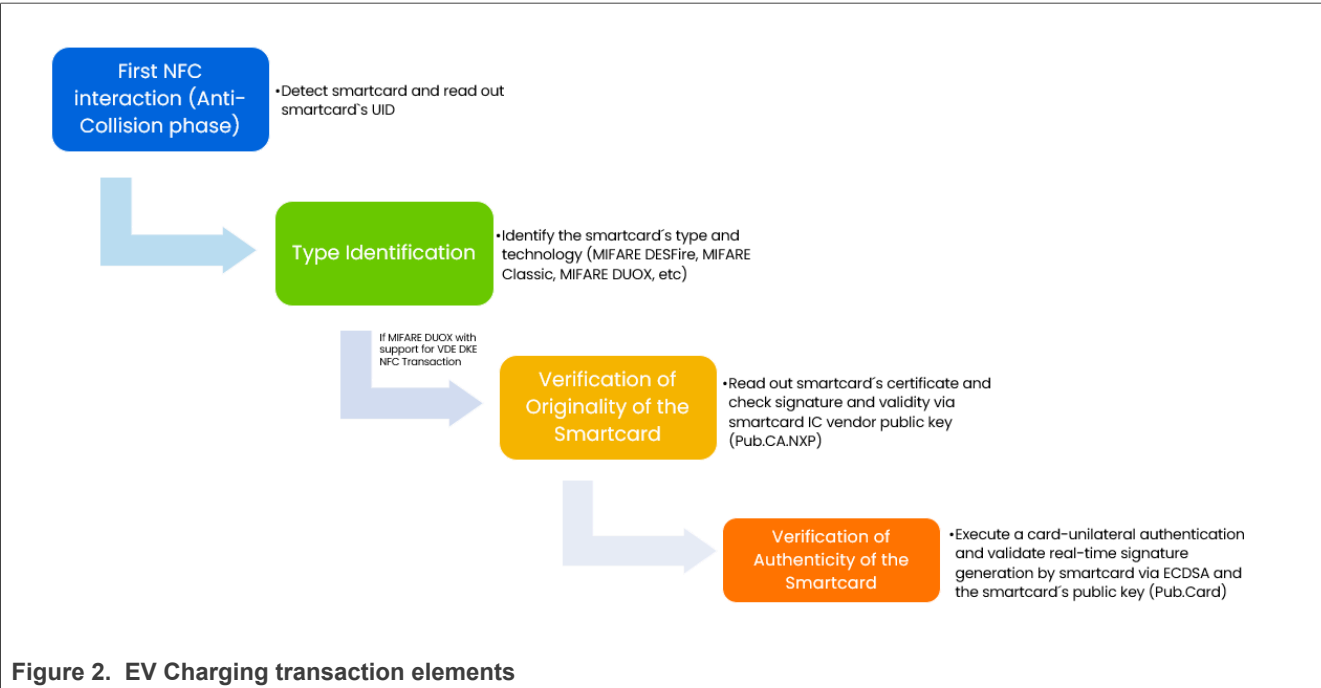 First NFC
interaction (Anti-
Collision phase)
•Detect smartcard and read out
smartcard`s UID
Type Identification
•Identify the smartcard´s type and
technology (MIFARE DESFire, MIFARE
Classic, MIFARE DUOX, etc)
If MIFARE DUOX with
support for VDE DKE
NFC Transaction
Verification of
Originality of the
Smartcard
•Read out smartcard´s certificate and
check signature and validity via
smartcard IC vendor public key
(Pub.CA.NXP)
Verification of
Authenticity of the
Smartcard
•Execute a card-unilateral authentication
and validate real-time signature
generation by smartcard via ECDSA and
the smartcard´s public key (Pub.Card)
Figure 2. EV Charging transaction elements